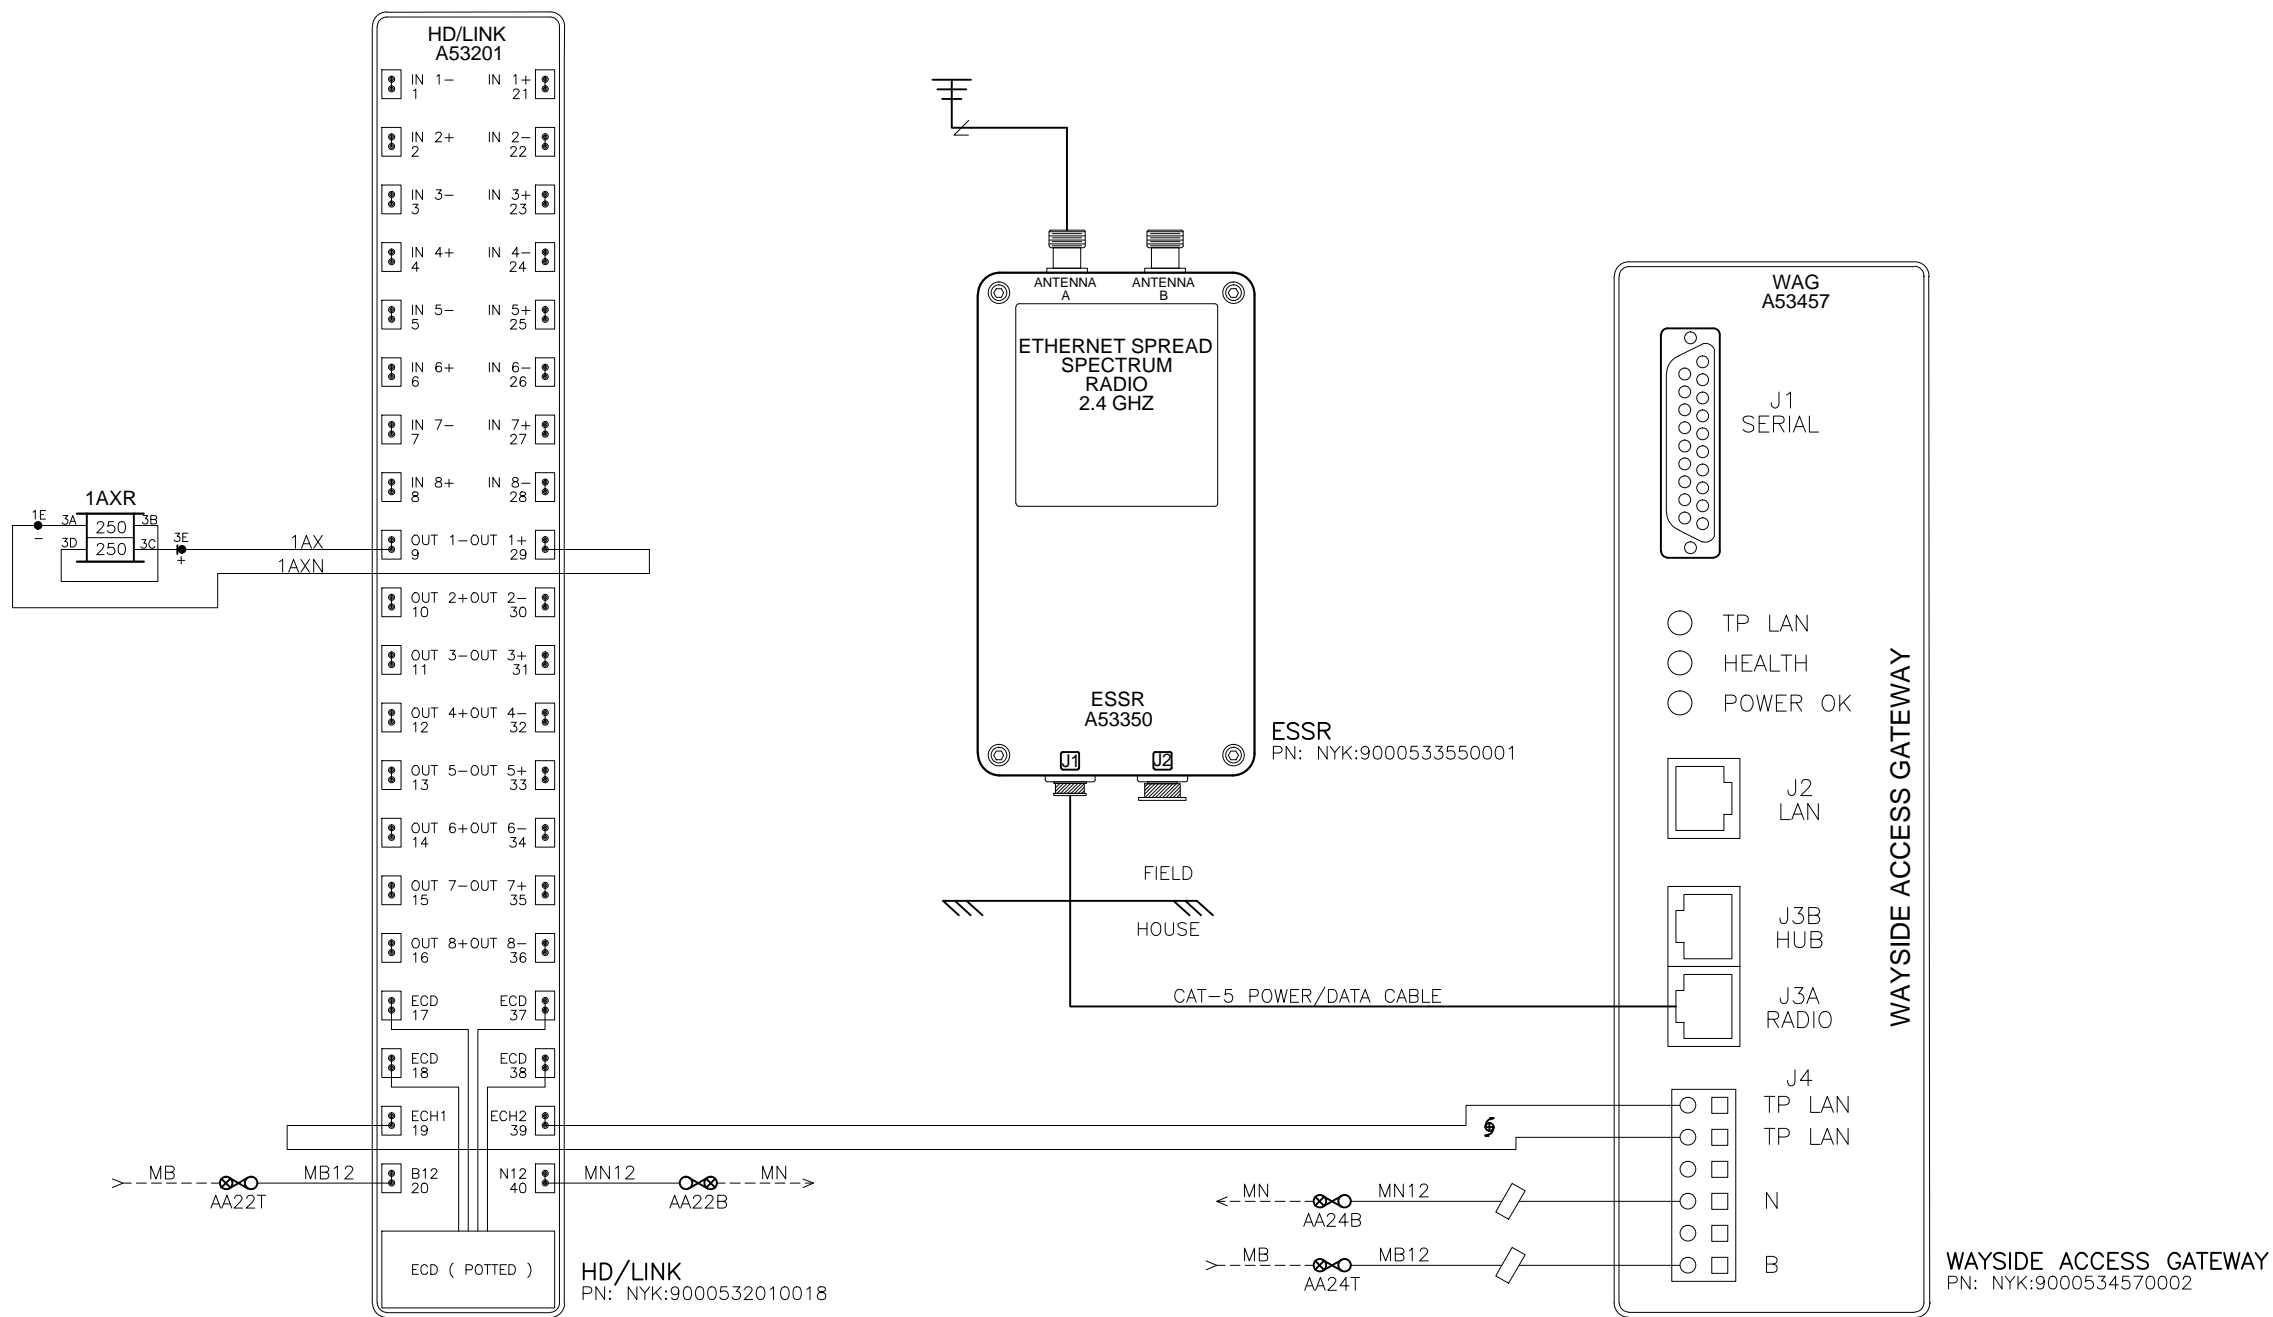 HD/LINK
A53201
IN 1- IN 1+
1 21
IN 2+ IN 2-
2 22
IN 3- IN 3+
3 23
IN 4+ IN 4-
4 24
IN 5- IN 5+
5 25
IN 6+ IN 6-
6 26
IN 7- IN 7+
7 27
IN 8+ IN 8-
8 28
OUT 1- OUT 1+
9 29
OUT 2+ OUT 2-
10 30
OUT 3- OUT 3+
11 31
OUT 4+ OUT 4-
12 32
OUT 5- OUT 5+
13 33
OUT 6+ OUT 6-
14 34
OUT 7- OUT 7+
15 35
OUT 8+ OUT 8-
16 36
ECD ECD
17 37
ECD ECD
18 38
ECH1 ECH2
19 39
B12 N12
20 40
ECD ( POTTED )
HD/LINK
PN: NYK:9000532010018
1AXR
1E 3A 250 3B
-
3D 250 3C 3E
+
1AX
1AXN
MB MB12
AA22T
MN12 MN
AA22B
ANTENNA
A
ANTENNA
B
ETHERNET SPREAD
SPECTRUM
RADIO
2.4 GHZ
ESSR
A53350
J1 J2
ESSR
PN: NYK:9000533550001
FIELD
HOUSE
CAT-5 POWER/DATA CABLE
MN MN12
AA24B
MB MB12
AA24T
WAG
A53457
J1
SERIAL
TP LAN
HEALTH
POWER OK
J2
LAN
J3B
HUB
J3A
RADIO
J4
TP LAN
TP LAN
N
B
WAYSIDE ACCESS GATEWAY
WAYSIDE ACCESS GATEWAY
PN: NYK:9000534570002